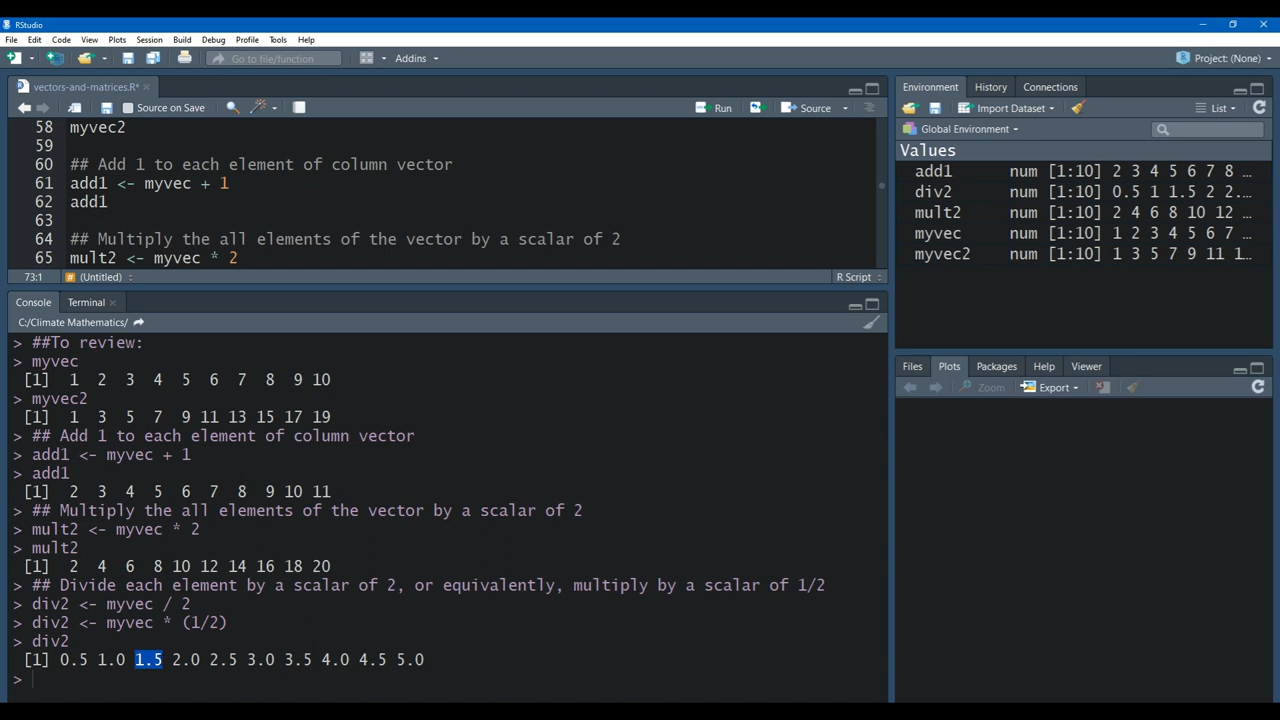 RStudio
File Edit Code View Plots Session Build Debug Profile Tools Help
Go to file/function Addins Project: (None)
vectors-and-matrices.R*
Source on Save Run Source
58 myvec2
59
60 ## Add 1 to each element of column vector
61 add1 <- myvec + 1
62 add1
63
64 ## Multiply the all elements of the vector by a scalar of 2
65 mult2 <- myvec * 2
73:1 # (Untitled) R Script
Console Terminal
C:/Climate Mathematics/
> ##To review:
> myvec
[1] 1 2 3 4 5 6 7 8 9 10
> myvec2
[1] 1 3 5 7 9 11 13 15 17 19
> ## Add 1 to each element of column vector
> add1 <- myvec + 1
> add1
[1] 2 3 4 5 6 7 8 9 10 11
> ## Multiply the all elements of the vector by a scalar of 2
> mult2 <- myvec * 2
> mult2
[1] 2 4 6 8 10 12 14 16 18 20
> ## Divide each element by a scalar of 2, or equivalently, multiply by a scalar of 1/2
> div2 <- myvec / 2
> div2 <- myvec * (1/2)
> div2
[1] 0.5 1.0 1.5 2.0 2.5 3.0 3.5 4.0 4.5 5.0
>
Environment History Connections
Import Dataset List
Global Environment
Values
add1 num [1:10] 2 3 4 5 6 7 8 …
div2 num [1:10] 0.5 1 1.5 2 2.…
mult2 num [1:10] 2 4 6 8 10 12 …
myvec num [1:10] 1 2 3 4 5 6 7 …
myvec2 num [1:10] 1 3 5 7 9 11 1…
Files Plots Packages Help Viewer
Zoom Export